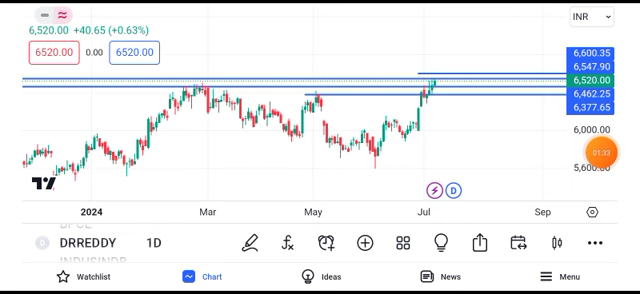 INR
6,520.00 +40.65 (+0.63%)
6520.00 0.00 6520.00
6,600.35
6,547.90
6,520.00
6,462.25
6,377.65
6,000.00
01:33
5,600.00
2024 Mar May Jul Sep
D
D DRREDDY 1D
Watchlist Chart Ideas News Menu